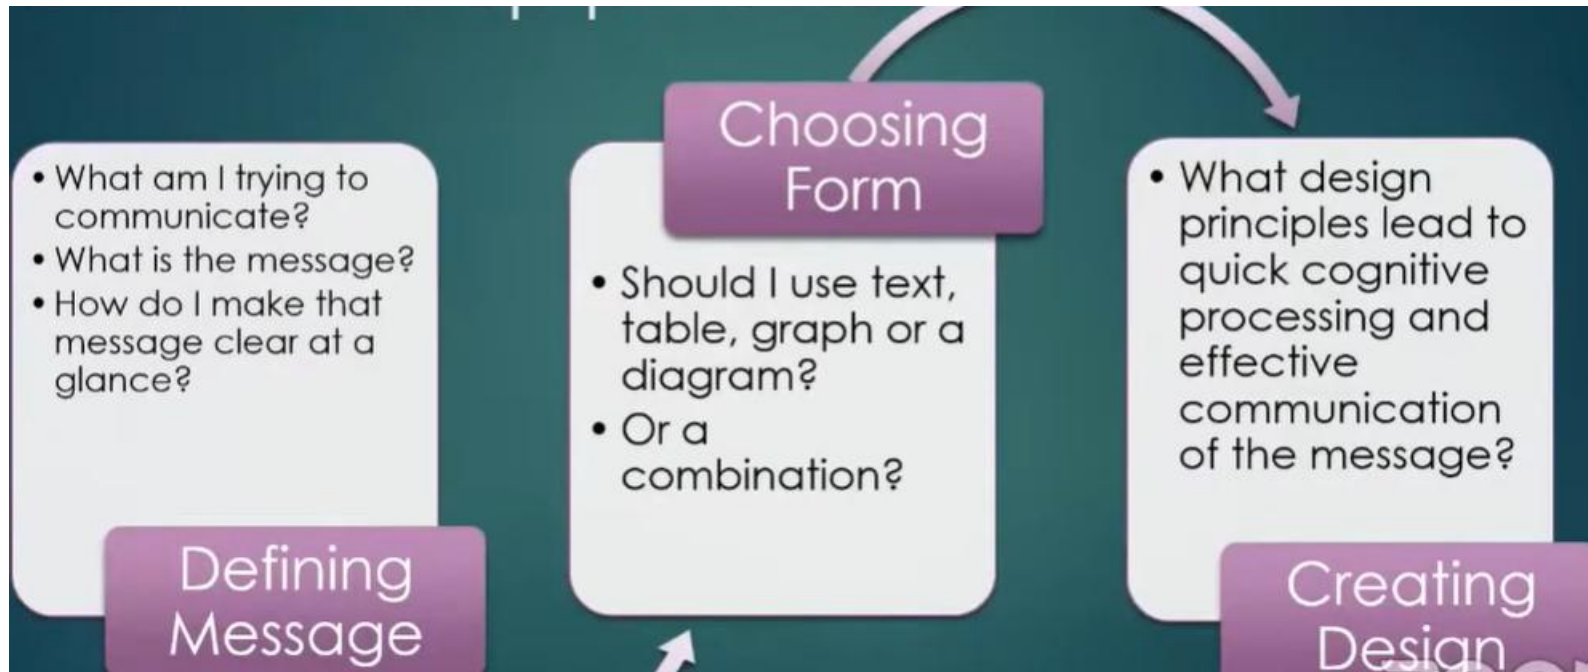 • What am I trying to
communicate?
• What is the message?
• How do I make that
message clear at a
glance?
Defining
Message
Choosing
Form
• Should I use text,
table, graph or a
diagram?
• Or a
combination?
• What design
principles lead to
quick cognitive
processing and
effective
communication
of the message?
Creating
Design